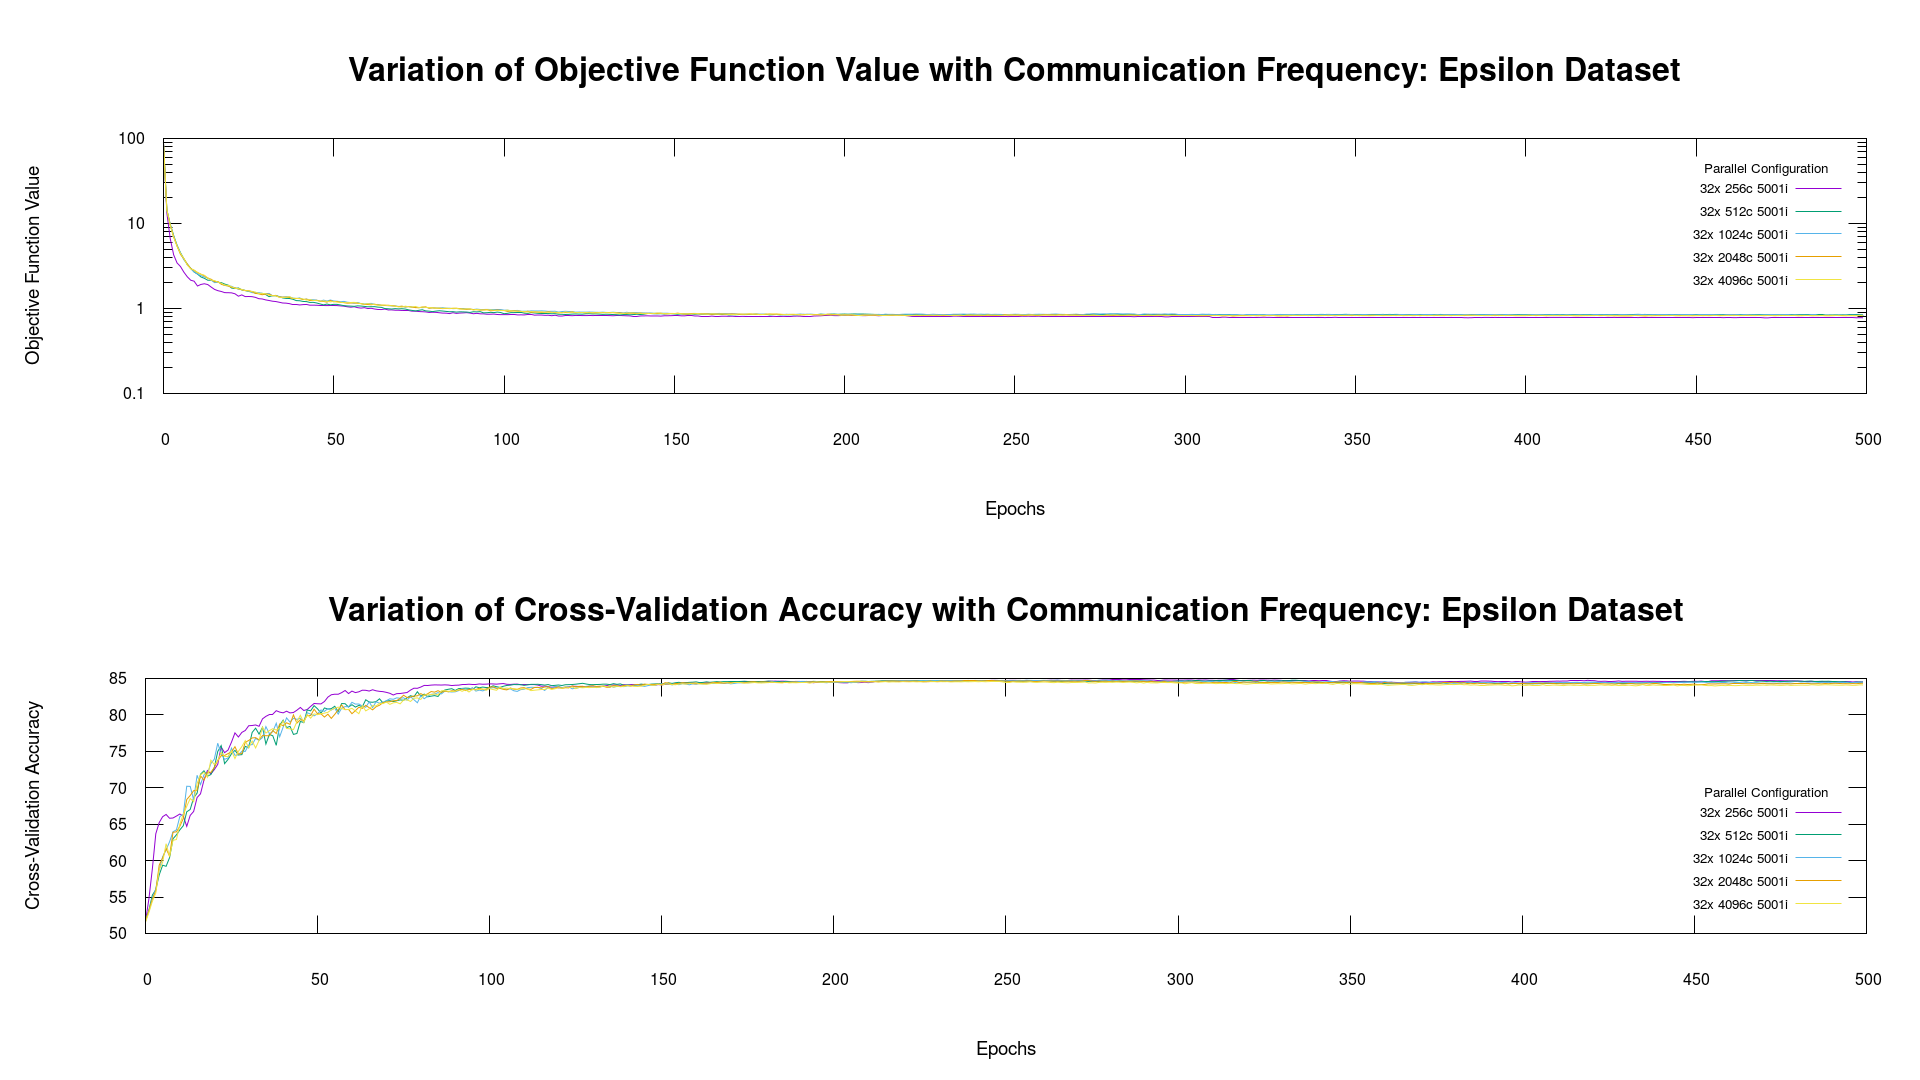 Variation of Objective Function Value with Communication Frequency: Epsilon Dataset
Objective Function Value
100
10
1
0.1
Parallel Configuration
32x 256c 5001i
32x 512c 5001i
32x 1024c 5001i
32x 2048c 5001i
32x 4096c 5001i
0 50 100 150 200 250 300 350 400 450 500
Epochs
Variation of Cross-Validation Accuracy with Communication Frequency: Epsilon Dataset
Cross-Validation Accuracy
85
80
75
70
65
60
55
50
Parallel Configuration
32x 256c 5001i
32x 512c 5001i
32x 1024c 5001i
32x 2048c 5001i
32x 4096c 5001i
0 50 100 150 200 250 300 350 400 450 500
Epochs